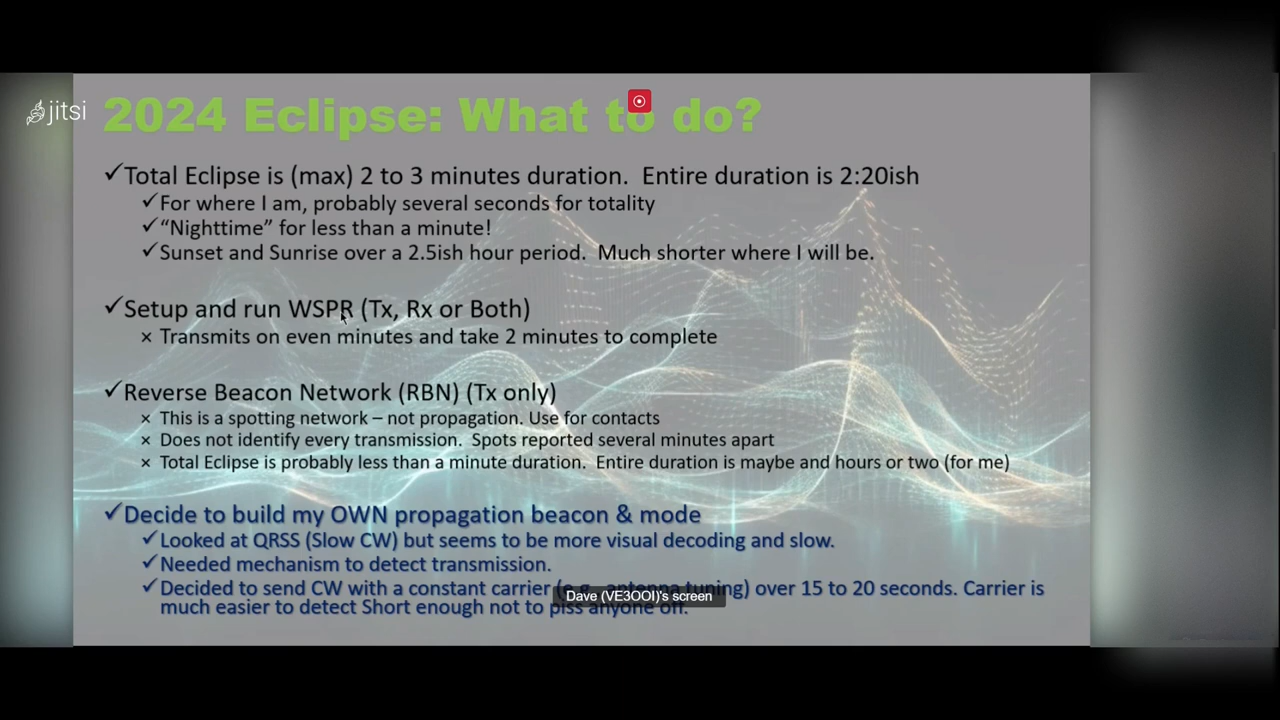 jitsi
2024 Eclipse: What to do?
✓Total Eclipse is (max) 2 to 3 minutes duration.  Entire duration is 2:20ish
✓For where I am, probably several seconds for totality
✓“Nighttime” for less than a minute!
✓Sunset and Sunrise over a 2.5ish hour period.  Much shorter where I will be.
✓Setup and run WSPR (Tx, Rx or Both)
× Transmits on even minutes and take 2 minutes to complete
✓Reverse Beacon Network (RBN) (Tx only)
× This is a spotting network – not propagation. Use for contacts
× Does not identify every transmission.  Spots reported several minutes apart
× Total Eclipse is probably less than a minute duration.  Entire duration is maybe and hours or two (for me)
✓Decide to build my OWN propagation beacon & mode
✓Looked at QRSS (Slow CW) but seems to be more visual decoding and slow.
✓Needed mechanism to detect transmission.
✓Decided to send CW with a constant carrier (e.g., antenna tuning) over 15 to 20 seconds. Carrier is
much easier to detect Short enough not to piss anyone off.
Dave (VE3OOI)'s screen